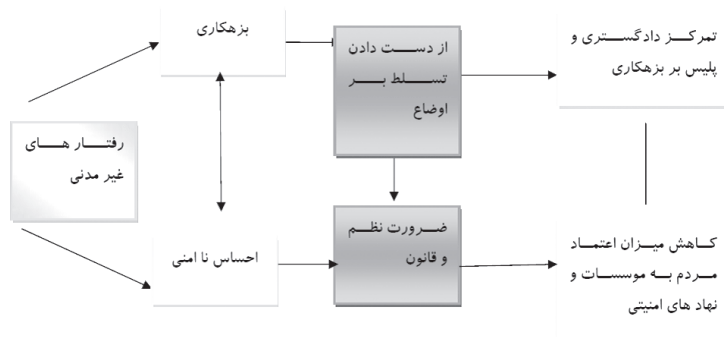 بزهکاری
از دست دادن
تسلط بر
اوضاع
تمرکز دادگستری و
پلیس بر بزهکاری
رفتار های
غیر مدنی
احساس نا امنی
ضرورت نظم
و قانون
کاهش میزان اعتماد
مردم به موسسات و
نهاد های امنیتی